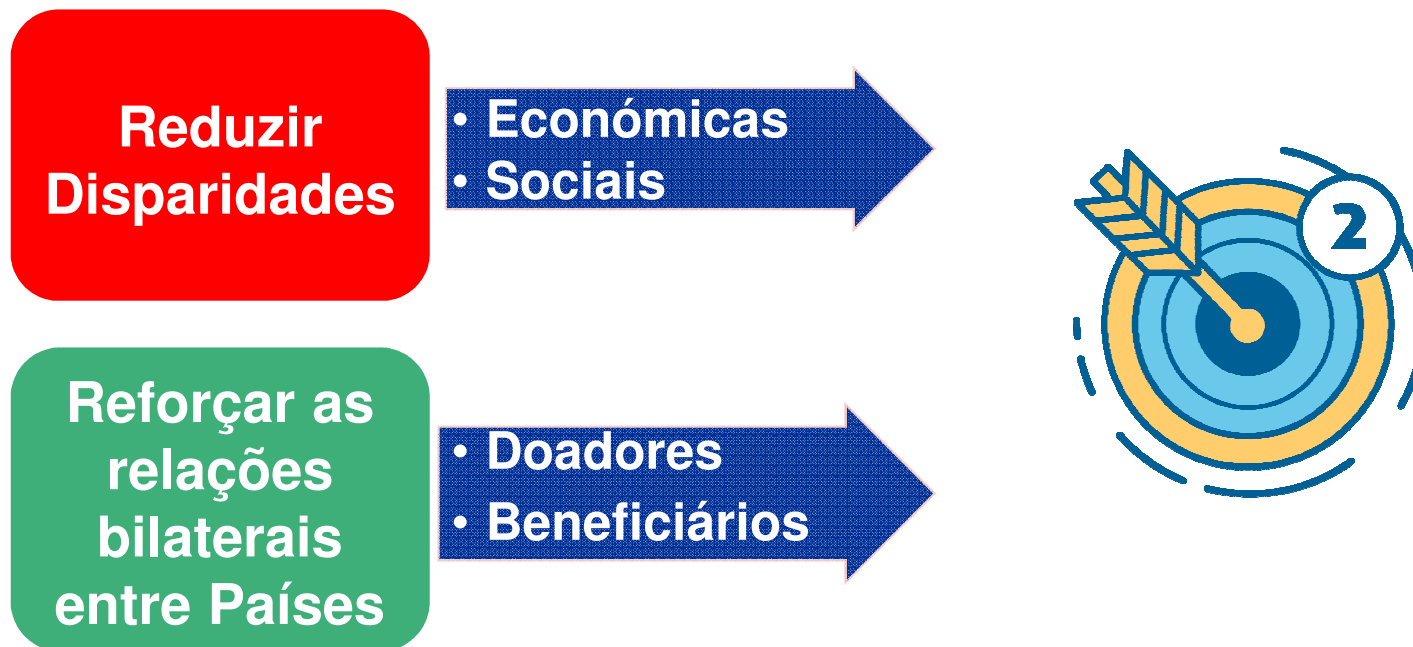 Reduzir
Disparidades
• Económicas
• Sociais
2
Reforçar as
relações
bilaterais
entre Países
• Doadores
• Beneficiários